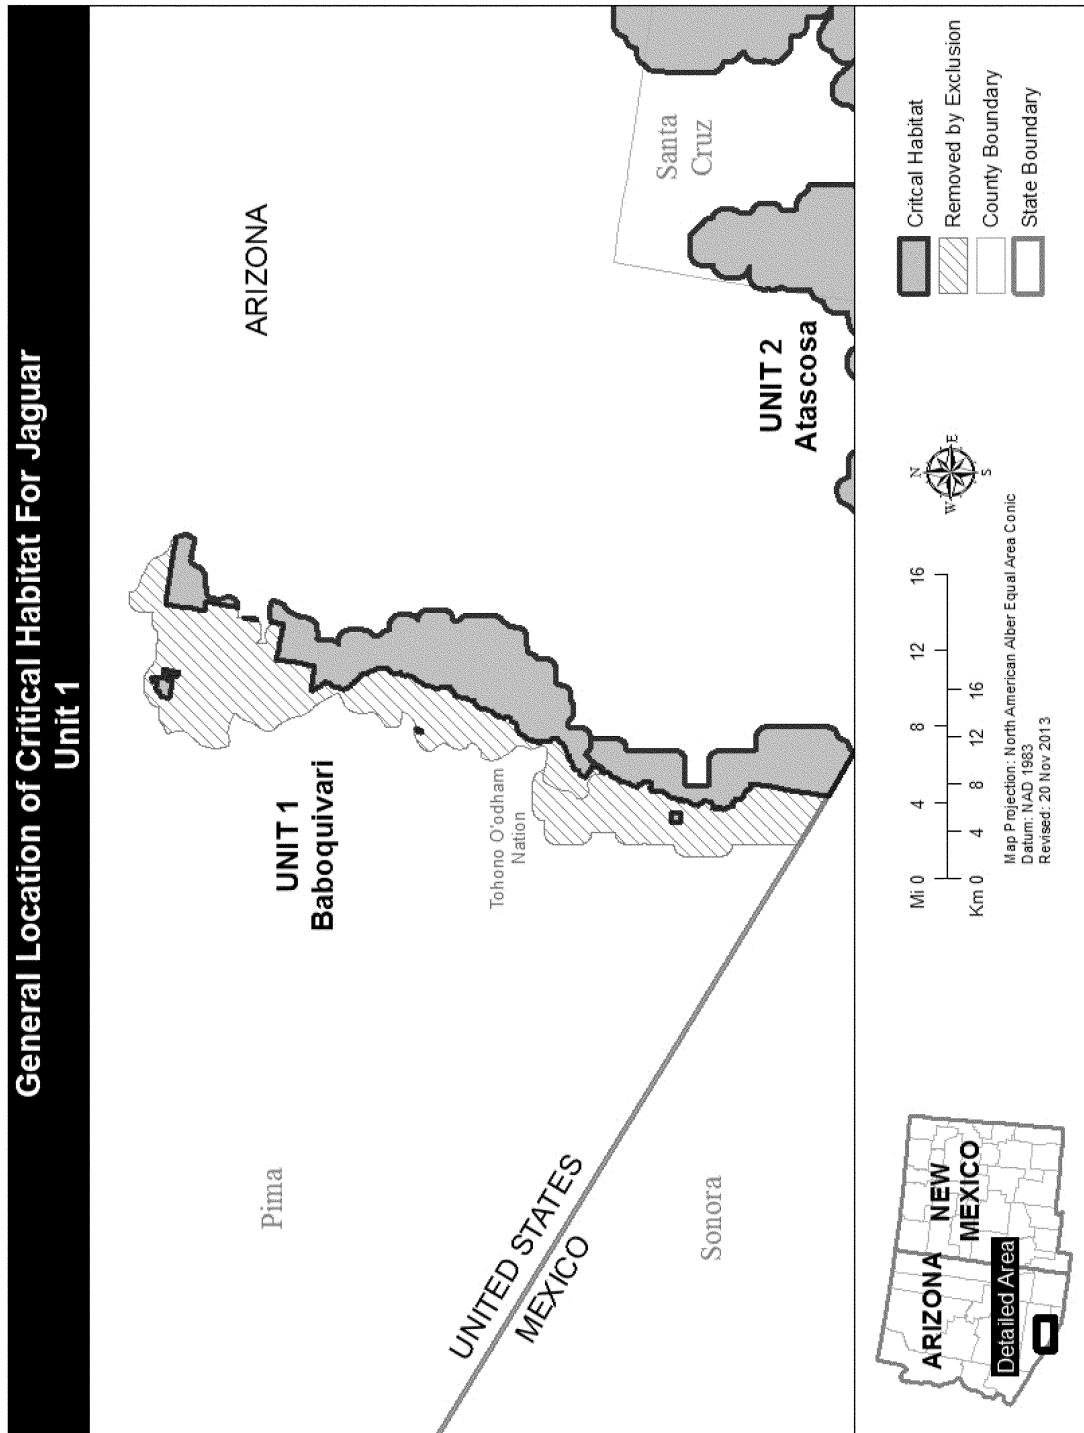 General Location of Critical Habitat For Jaguar
Unit 1
Pima
UNIT 1
Baboquivari
ARIZONA
Tohono O'odham
Nation
UNITED STATES
MEXICO
Sonora
UNIT 2
Atascosa
Santa
Cruz
ARIZONA
NEW
MEXICO
Detailed Area
Mi 0 4 8 12 16
Km 0 4 8 12 16
Map Projection: North American Alber Equal Area Conic
Datum: NAD 1983
Revised: 20 Nov 2013
N
W E
S
Critcal Habitat
Removed by Exclusion
County Boundary
State Boundary